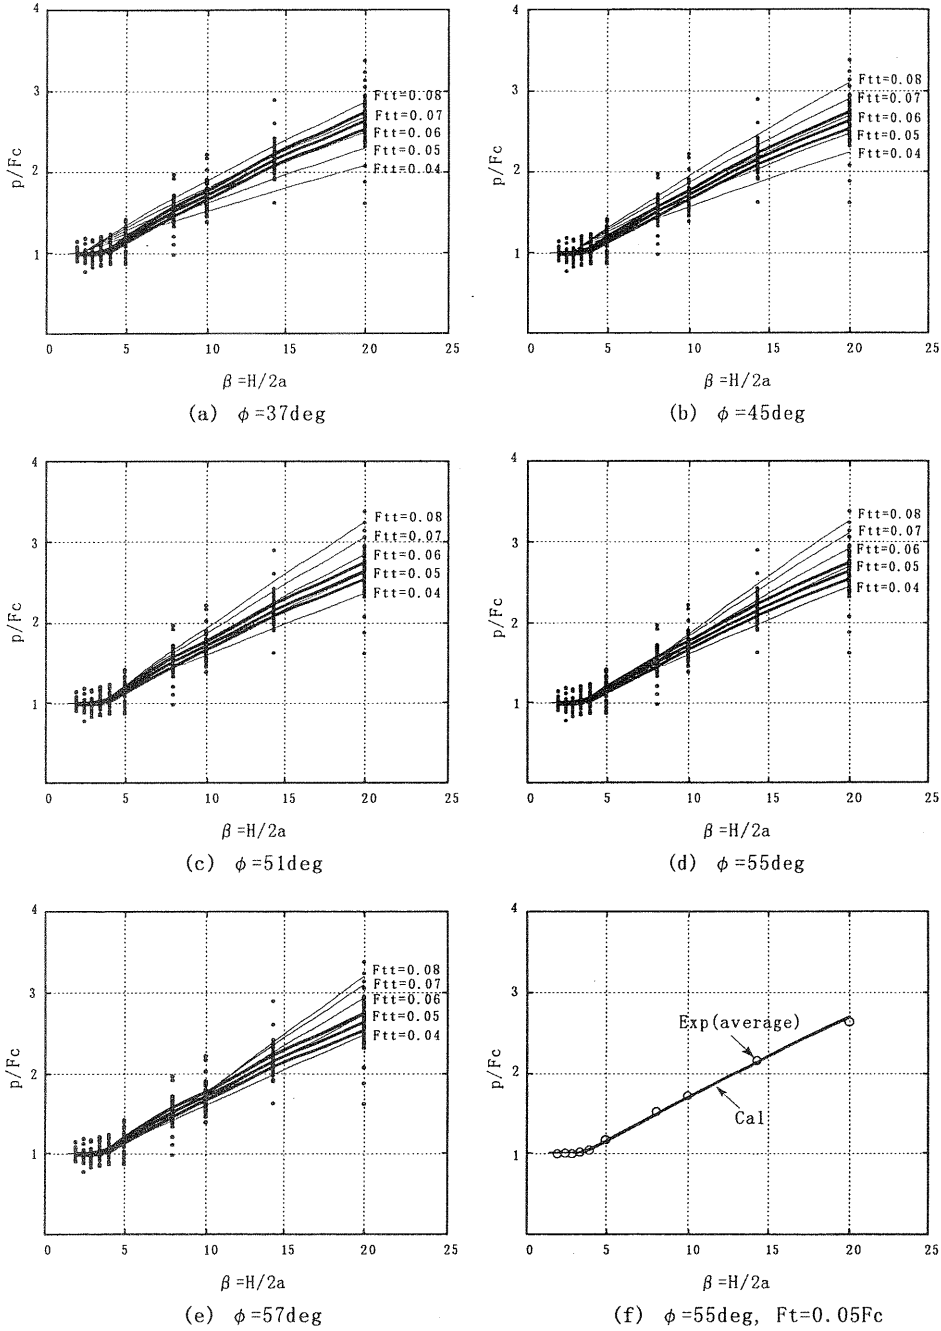 4
3
2
1
p/Fc
Ftt=0.08
Ftt=0.07
Ftt=0.06
Ftt=0.05
Ftt=0.04
0 5 10 15 20 25
β=H/2a
(a) φ=37deg
4
3
2
1
p/Fc
Ftt=0.08
Ftt=0.07
Ftt=0.06
Ftt=0.05
Ftt=0.04
0 5 10 15 20 25
β=H/2a
(b) φ=45deg
4
3
2
1
p/Fc
Ftt=0.08
Ftt=0.07
Ftt=0.06
Ftt=0.05
Ftt=0.04
0 5 10 15 20 25
β=H/2a
(c) φ=51deg
4
3
2
1
p/Fc
Ftt=0.08
Ftt=0.07
Ftt=0.06
Ftt=0.05
Ftt=0.04
0 5 10 15 20 25
β=H/2a
(d) φ=55deg
4
3
2
1
p/Fc
Ftt=0.08
Ftt=0.07
Ftt=0.06
Ftt=0.05
Ftt=0.04
0 5 10 15 20 25
β=H/2a
(e) φ=57deg
4
3
2
1
p/Fc
Exp(average)
Cal
0 5 10 15 20 25
β=H/2a
(f) φ=55deg, Ft=0.05Fc